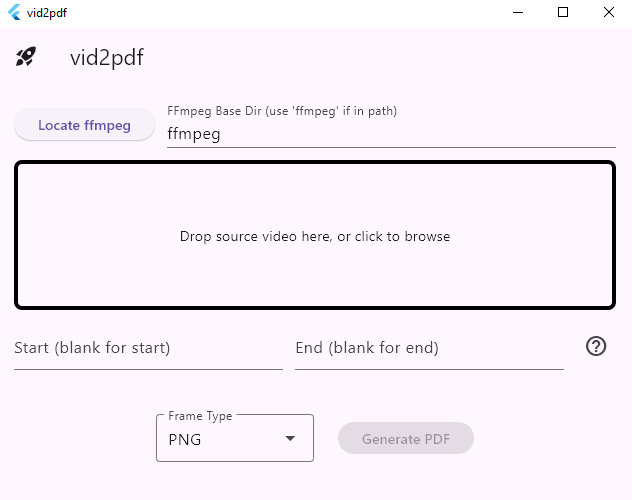 vid2pdf
vid2pdf
Locate ffmpeg
FFmpeg Base Dir (use 'ffmpeg' if in path)
ffmpeg
Drop source video here, or click to browse
Start (blank for start)
End (blank for end)
Frame Type
PNG
Generate PDF